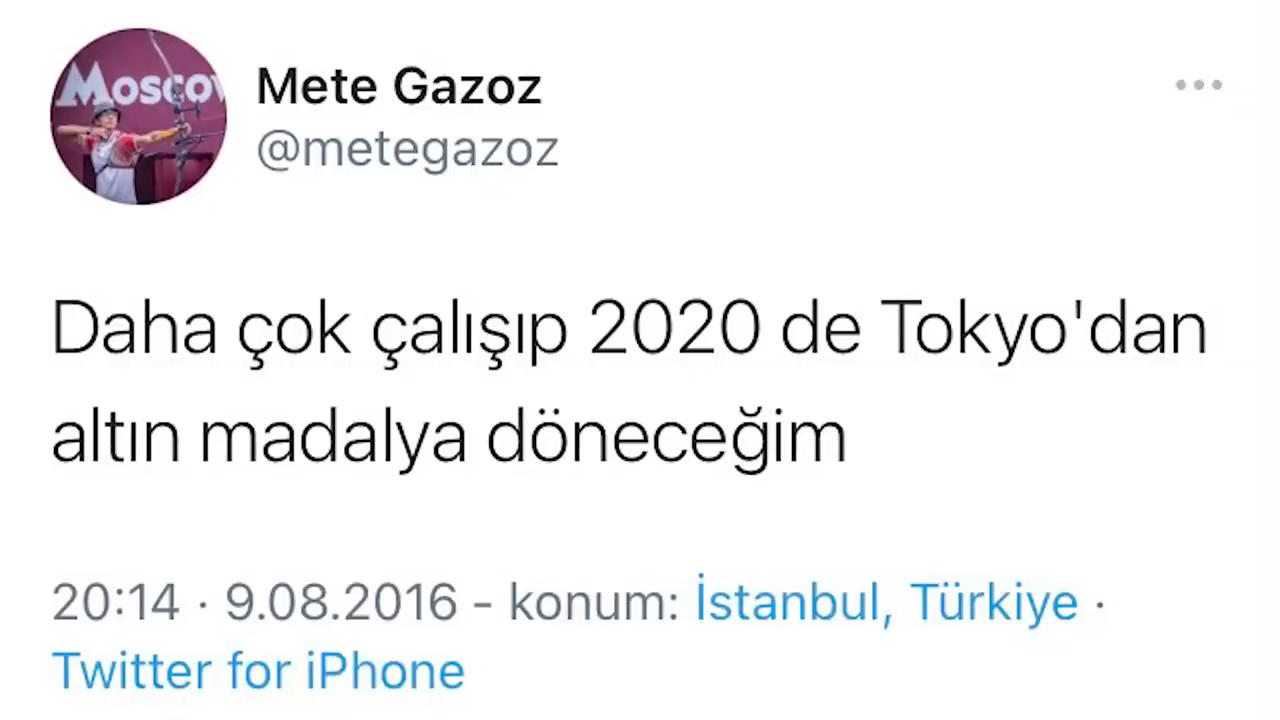 Moscow
Mete Gazoz
@metegazoz
Daha çok çalışıp 2020 de Tokyo'dan
altın madalya döneceğim
20:14 · 9.08.2016 - konum: İstanbul, Türkiye ·
Twitter for iPhone